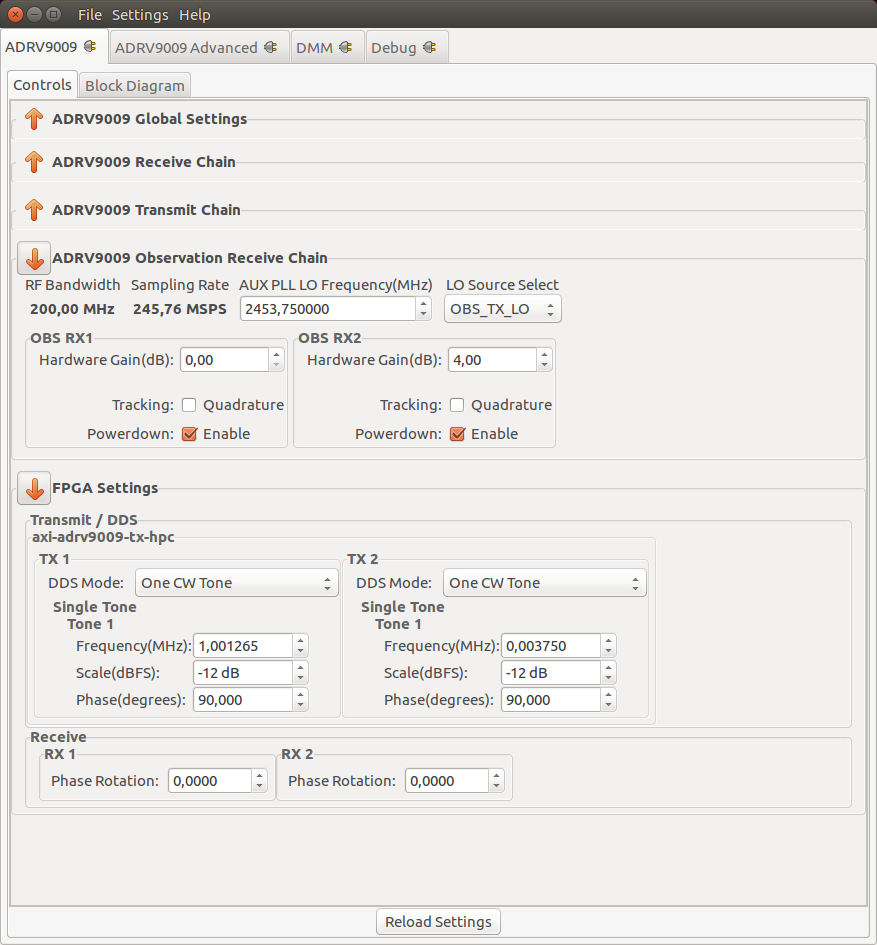 File Settings Help
ADRV9009 ADRV9009 Advanced DMM Debug
Controls Block Diagram
ADRV9009 Global Settings
ADRV9009 Receive Chain
ADRV9009 Transmit Chain
ADRV9009 Observation Receive Chain
RF Bandwidth Sampling Rate AUX PLL LO Frequency(MHz) LO Source Select
200,00 MHz 245,76 MSPS 2453,750000 OBS_TX_LO
OBS RX1 OBS RX2
Hardware Gain(dB): 0,00 Hardware Gain(dB): 4,00
Tracking: Quadrature Tracking: Quadrature
Powerdown: Enable Powerdown: Enable
FPGA Settings
Transmit / DDS
axi-adrv9009-tx-hpc
TX 1 TX 2
DDS Mode: One CW Tone DDS Mode: One CW Tone
Single Tone Single Tone
Tone 1 Tone 1
Frequency(MHz): 1,001265 Frequency(MHz): 0,003750
Scale(dBFS): -12 dB Scale(dBFS): -12 dB
Phase(degrees): 90,000 Phase(degrees): 90,000
Receive
RX 1 RX 2
Phase Rotation: 0,0000 Phase Rotation: 0,0000
Reload Settings